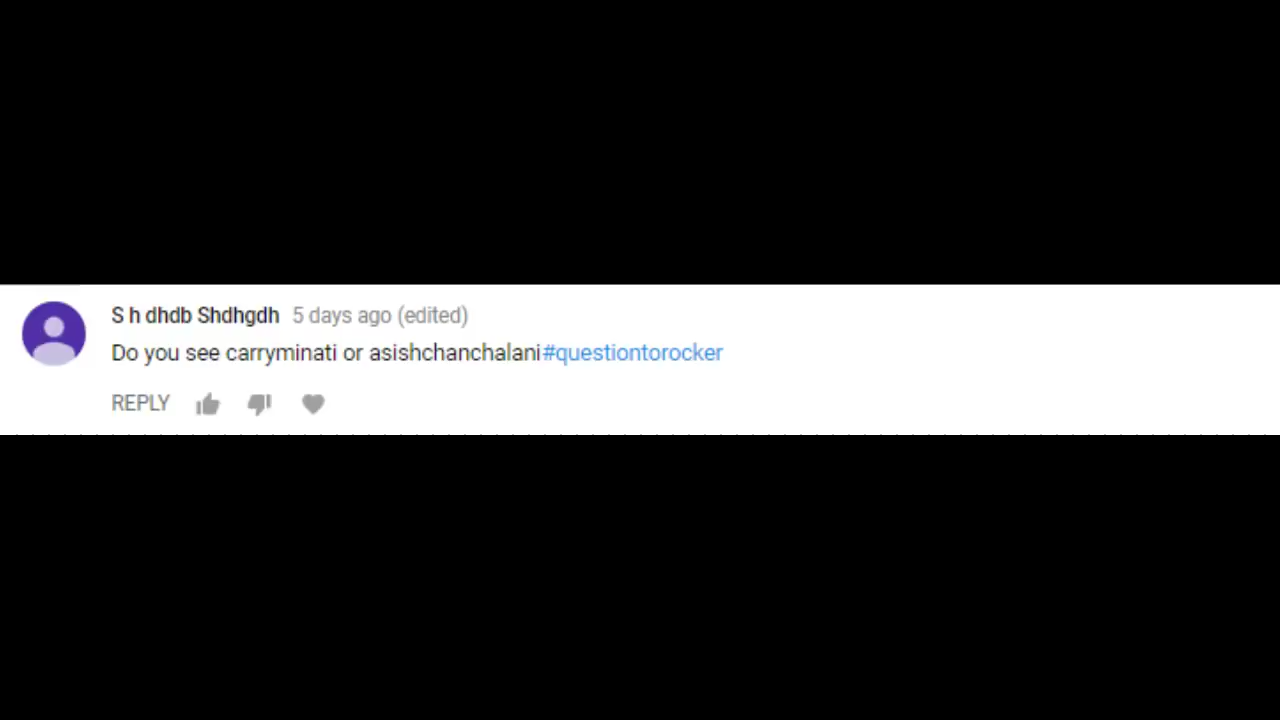 S h dhdb Shdhgdh 5 days ago (edited)
Do you see carryminati or asishchanchalani#questiontorocker
REPLY